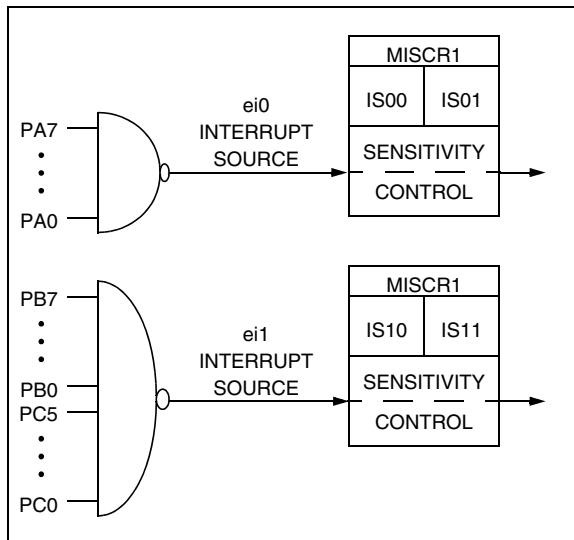 MISCR1
IS00 IS01
ei0
INTERRUPT
SOURCE
PA7
PA0
SENSITIVITY
CONTROL
MISCR1
IS10 IS11
ei1
INTERRUPT
SOURCE
PB7
PB0
PC5
PC0
SENSITIVITY
CONTROL